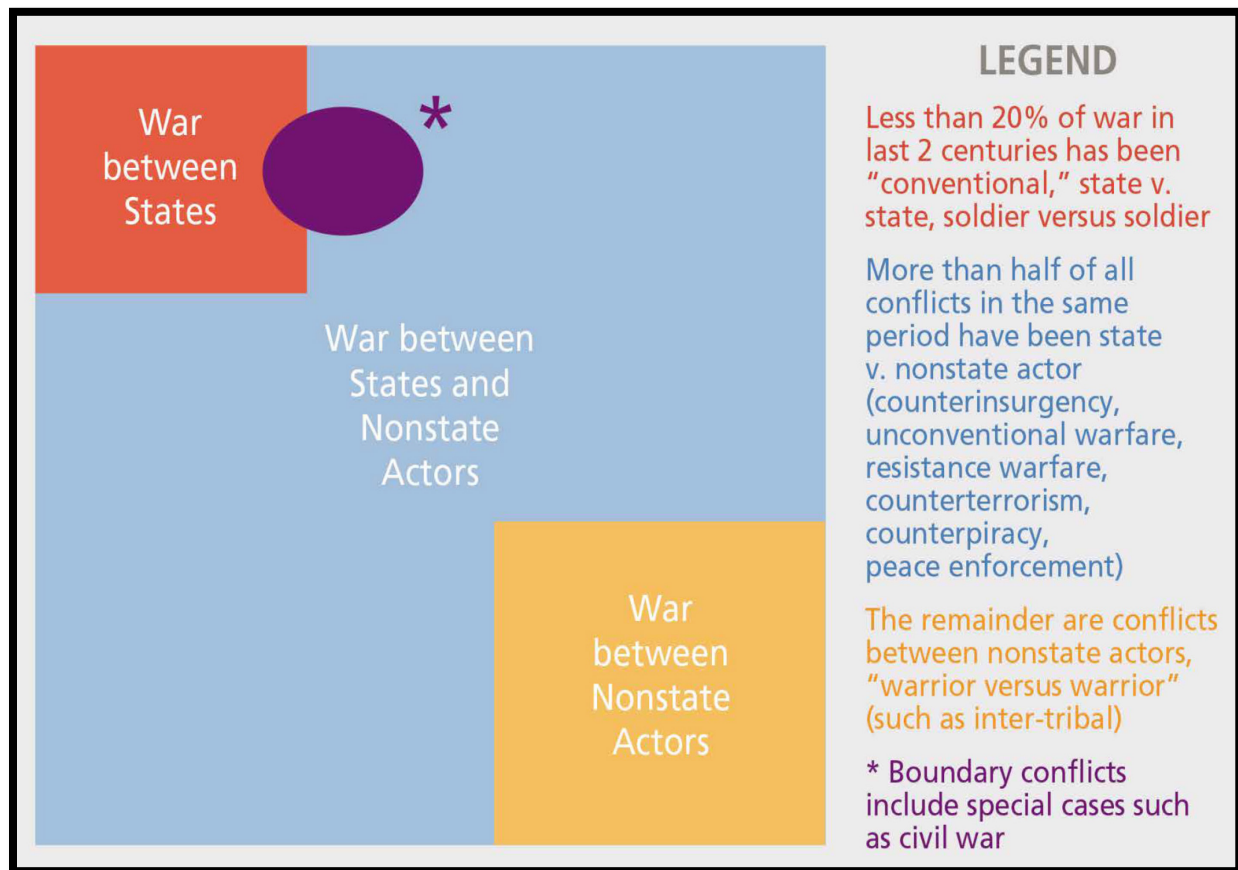 War
between
States
*
War between
States and
Nonstate
Actors
War
between
Nonstate
Actors
LEGEND
Less than 20% of war in
last 2 centuries has been
“conventional,” state v.
state, soldier versus soldier
More than half of all
conflicts in the same
period have been state
v. nonstate actor
(counterinsurgency,
unconventional warfare,
resistance warfare,
counterterrorism,
counterpiracy,
peace enforcement)
The remainder are conflicts
between nonstate actors,
“warrior versus warrior”
(such as inter-tribal)
* Boundary conflicts
include special cases such
as civil war